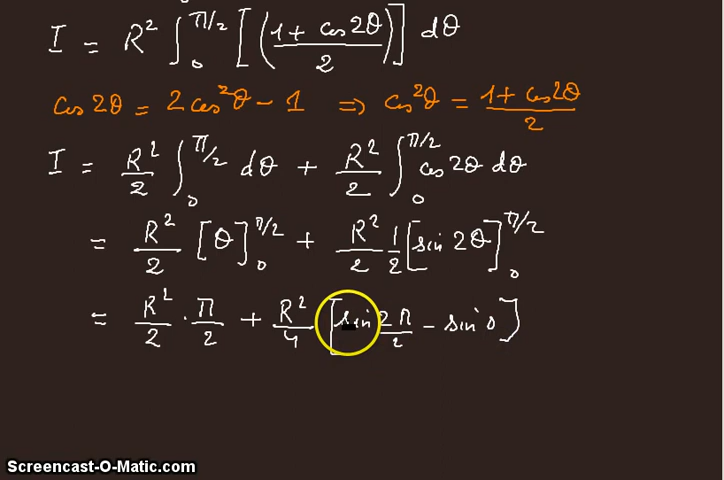 I = R² ∫₀^π/2 [(1 + cos 2θ / 2)] dθ
cos 2θ = 2cos²θ − 1 ⇒ cos²θ = 1 + cos 2θ / 2
I = R²/2 ∫₀^π/2 dθ + R²/2 ∫₀^π/2 cos 2θ dθ
= R²/2 [θ]₀^π/2 + R²/2 1/2 [sin 2θ]₀^π/2
= R²/2 · π/2 + R²/4 [sin 2π/2 − sin 0]
Screencast-O-Matic.com